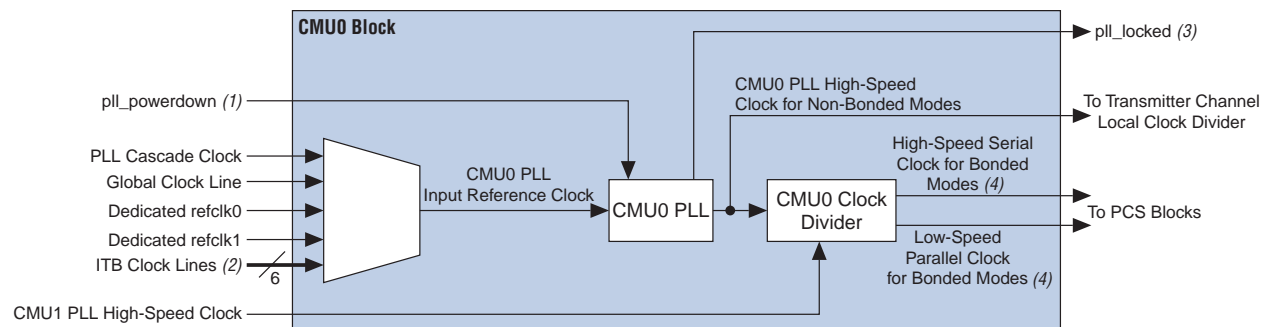 CMU0 Block
pll_locked (3)
pll_powerdown (1)
CMU0 PLL High-Speed
Clock for Non-Bonded Modes
To Transmitter Channel
Local Clock Divider
PLL Cascade Clock
Global Clock Line
Dedicated refclk0
Dedicated refclk1
ITB Clock Lines (2)
6
CMU0 PLL
Input Reference Clock
CMU0 PLL
High-Speed Serial
Clock for Bonded
Modes (4)
CMU0 Clock
Divider
To PCS Blocks
Low-Speed
Parallel Clock
for Bonded Modes (4)
CMU1 PLL High-Speed Clock